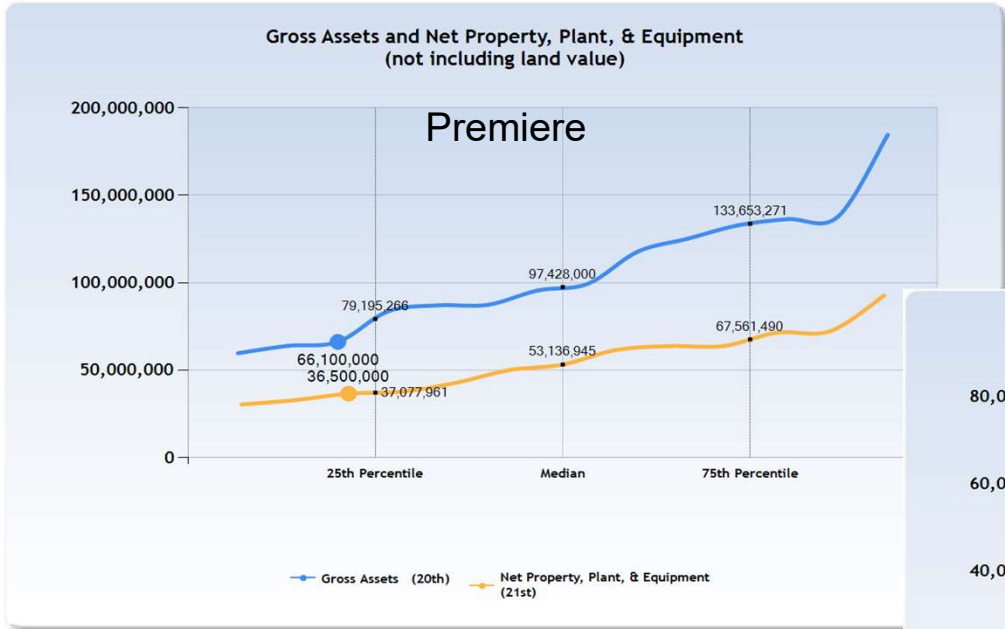 Gross Assets and Net Property, Plant, & Equipment
(not including land value)
Premiere
200,000,000
150,000,000
100,000,000
50,000,000
0
133,653,271
97,428,000
79,195,266
66,100,000
67,561,490
53,136,945
36,500,000
37,077,961
25th Percentile
Median
75th Percentile
Gross Assets (20th)
Net Property, Plant, & Equipment
(21st)
80,0
60,0
40,0